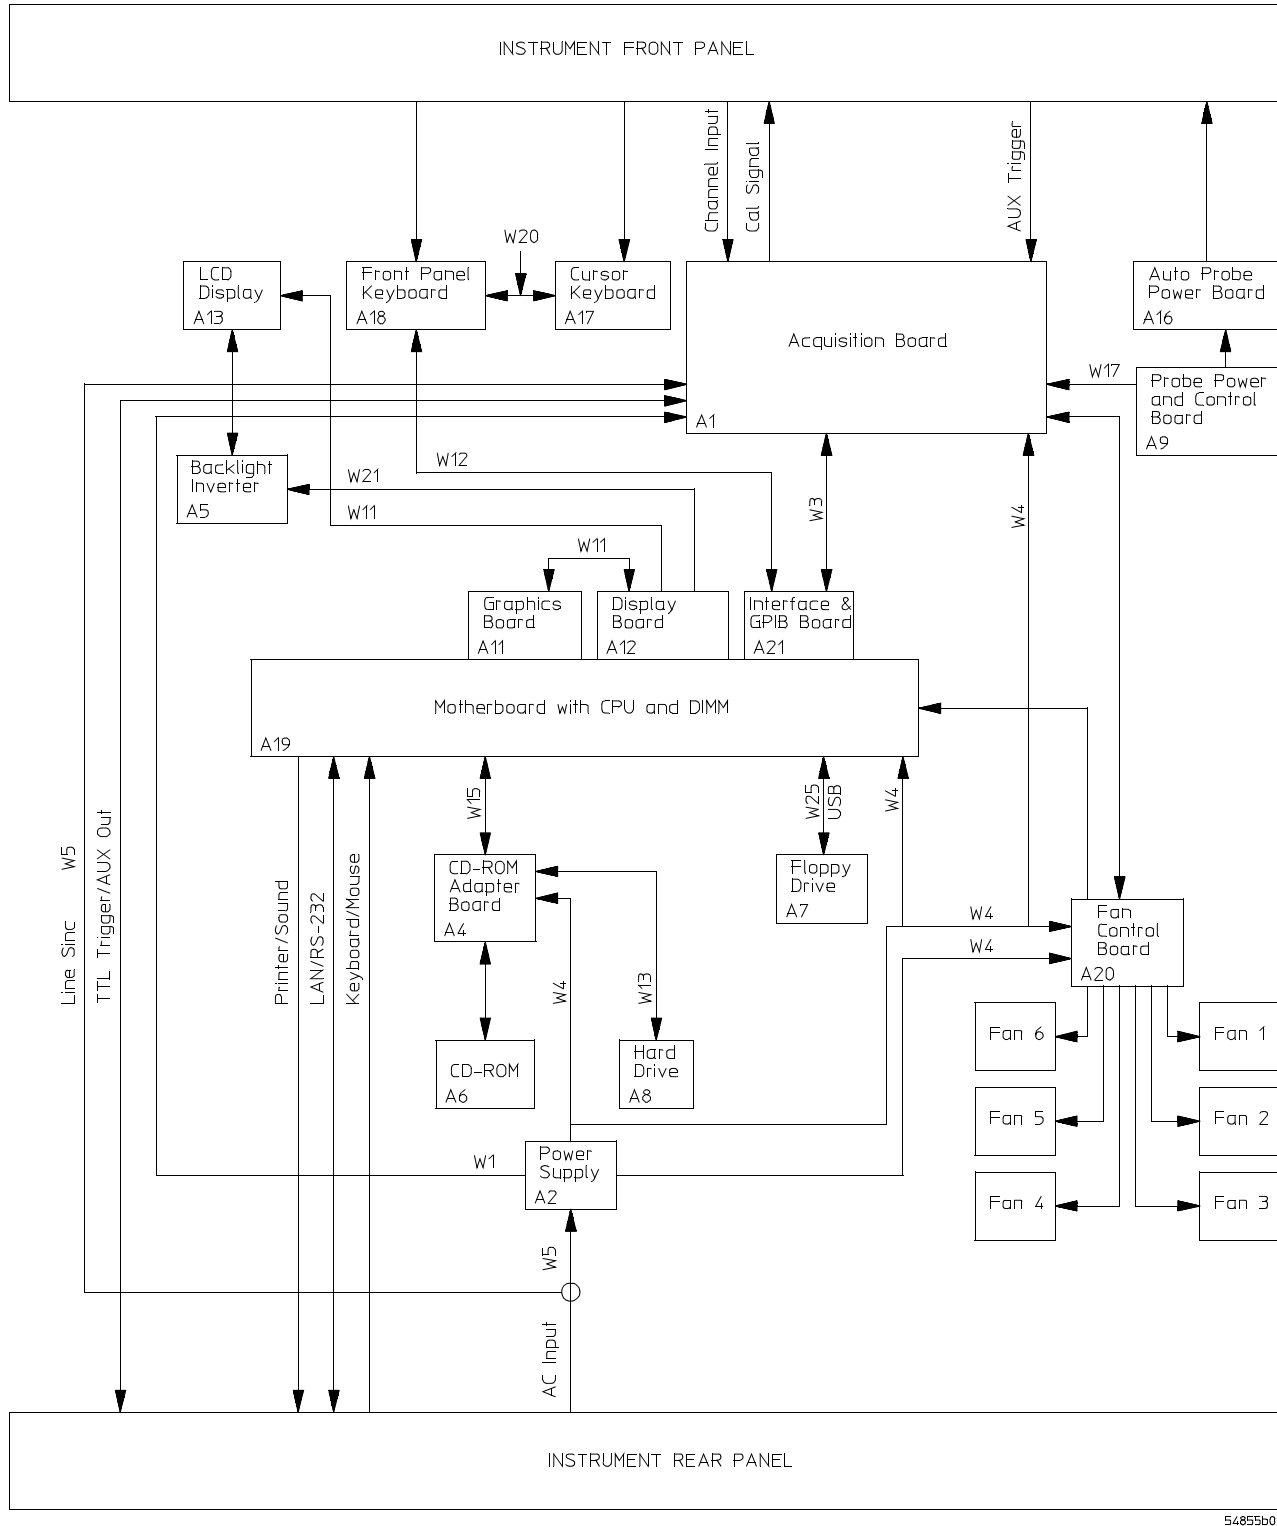 INSTRUMENT FRONT PANEL
Channel Input
Cal Signal
AUX Trigger
W20
LCD
Display
A13
Front Panel
Keyboard
A18
Cursor
Keyboard
A17
Acquisition Board
A1
Auto Probe
Power Board
A16
W17
Probe Power
and Control
Board
A9
W12
Backlight
Inverter
A5
W21
W11
W3
W4
W11
Graphics
Board
A11
Display
Board
A12
Interface &
GPIB Board
A21
Motherboard with CPU and DIMM
A19
W15
W25
USB
W4
Line Sinc W5
TTL Trigger/AUX Out
Printer/Sound
LAN/RS-232
Keyboard/Mouse
CD-ROM
Adapter
Board
A4
Floppy
Drive
A7
W4
W4
Fan
Control
Board
A20
W4
W13
CD-ROM
A6
Hard
Drive
A8
Fan 6
Fan 1
Fan 5
Fan 2
Fan 4
Fan 3
W1
Power
Supply
A2
W5
AC Input
INSTRUMENT REAR PANEL
54855b0